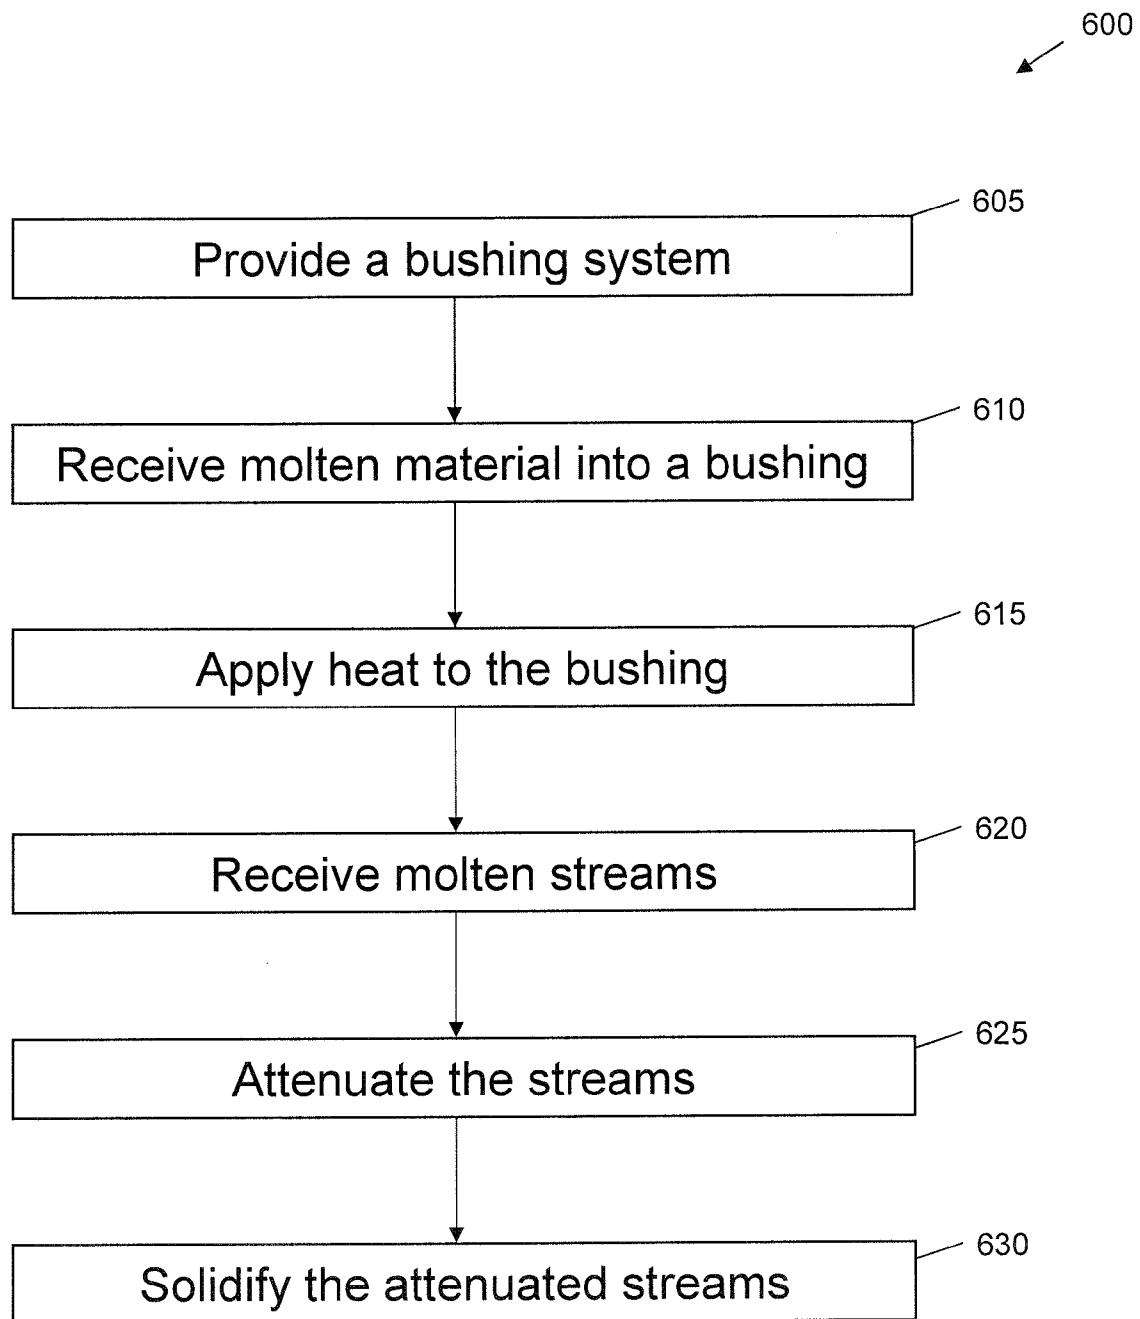 600
605
Provide a bushing system
610
Receive molten material into a bushing
615
Apply heat to the bushing
620
Receive molten streams
625
Attenuate the streams
630
Solidify the attenuated streams